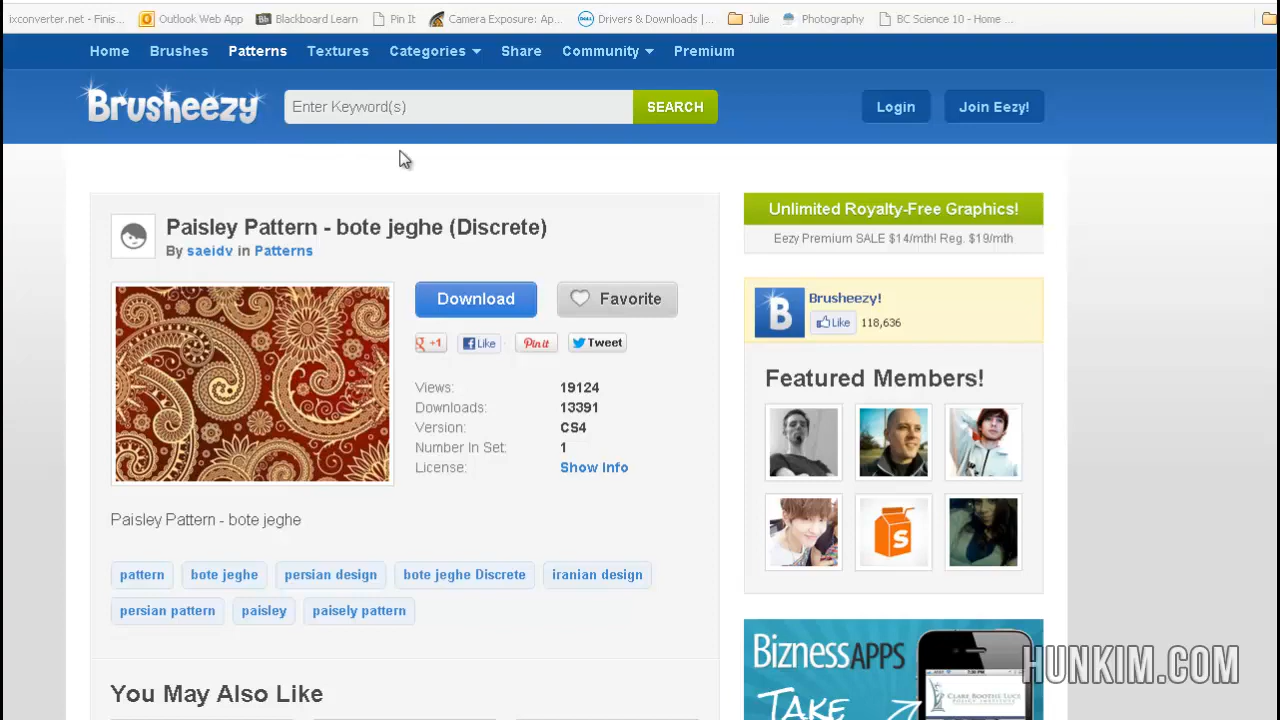 ixconverter.net - Finis...
Outlook Web App
Blackboard Learn
Pin It
Camera Exposure: Ap...
Drivers & Downloads | ...
Julie
Photography
BC Science 10 - Home ...
Home
Brushes
Patterns
Textures
Categories
Share
Community
Premium
Brusheezy
Enter Keyword(s)
SEARCH
Login
Join Eezy!
Paisley Pattern - bote jeghe (Discrete)
By saeidv in Patterns
Download
Favorite
g +1
Like
Pin it
Tweet
Views: 19124
Downloads: 13391
Version: CS4
Number In Set: 1
License: Show Info
Paisley Pattern - bote jeghe
pattern
bote jeghe
persian design
bote jeghe Discrete
iranian design
persian pattern
paisley
paisely pattern
You May Also Like
Unlimited Royalty-Free Graphics!
Eezy Premium SALE $14/mth! Reg. $19/mth
B
Brusheezy!
Like 118,636
Featured Members!
S
BIZNESSAPPS
TAKE
CLARE BOOTHE LUCE
HUNKIM.COM